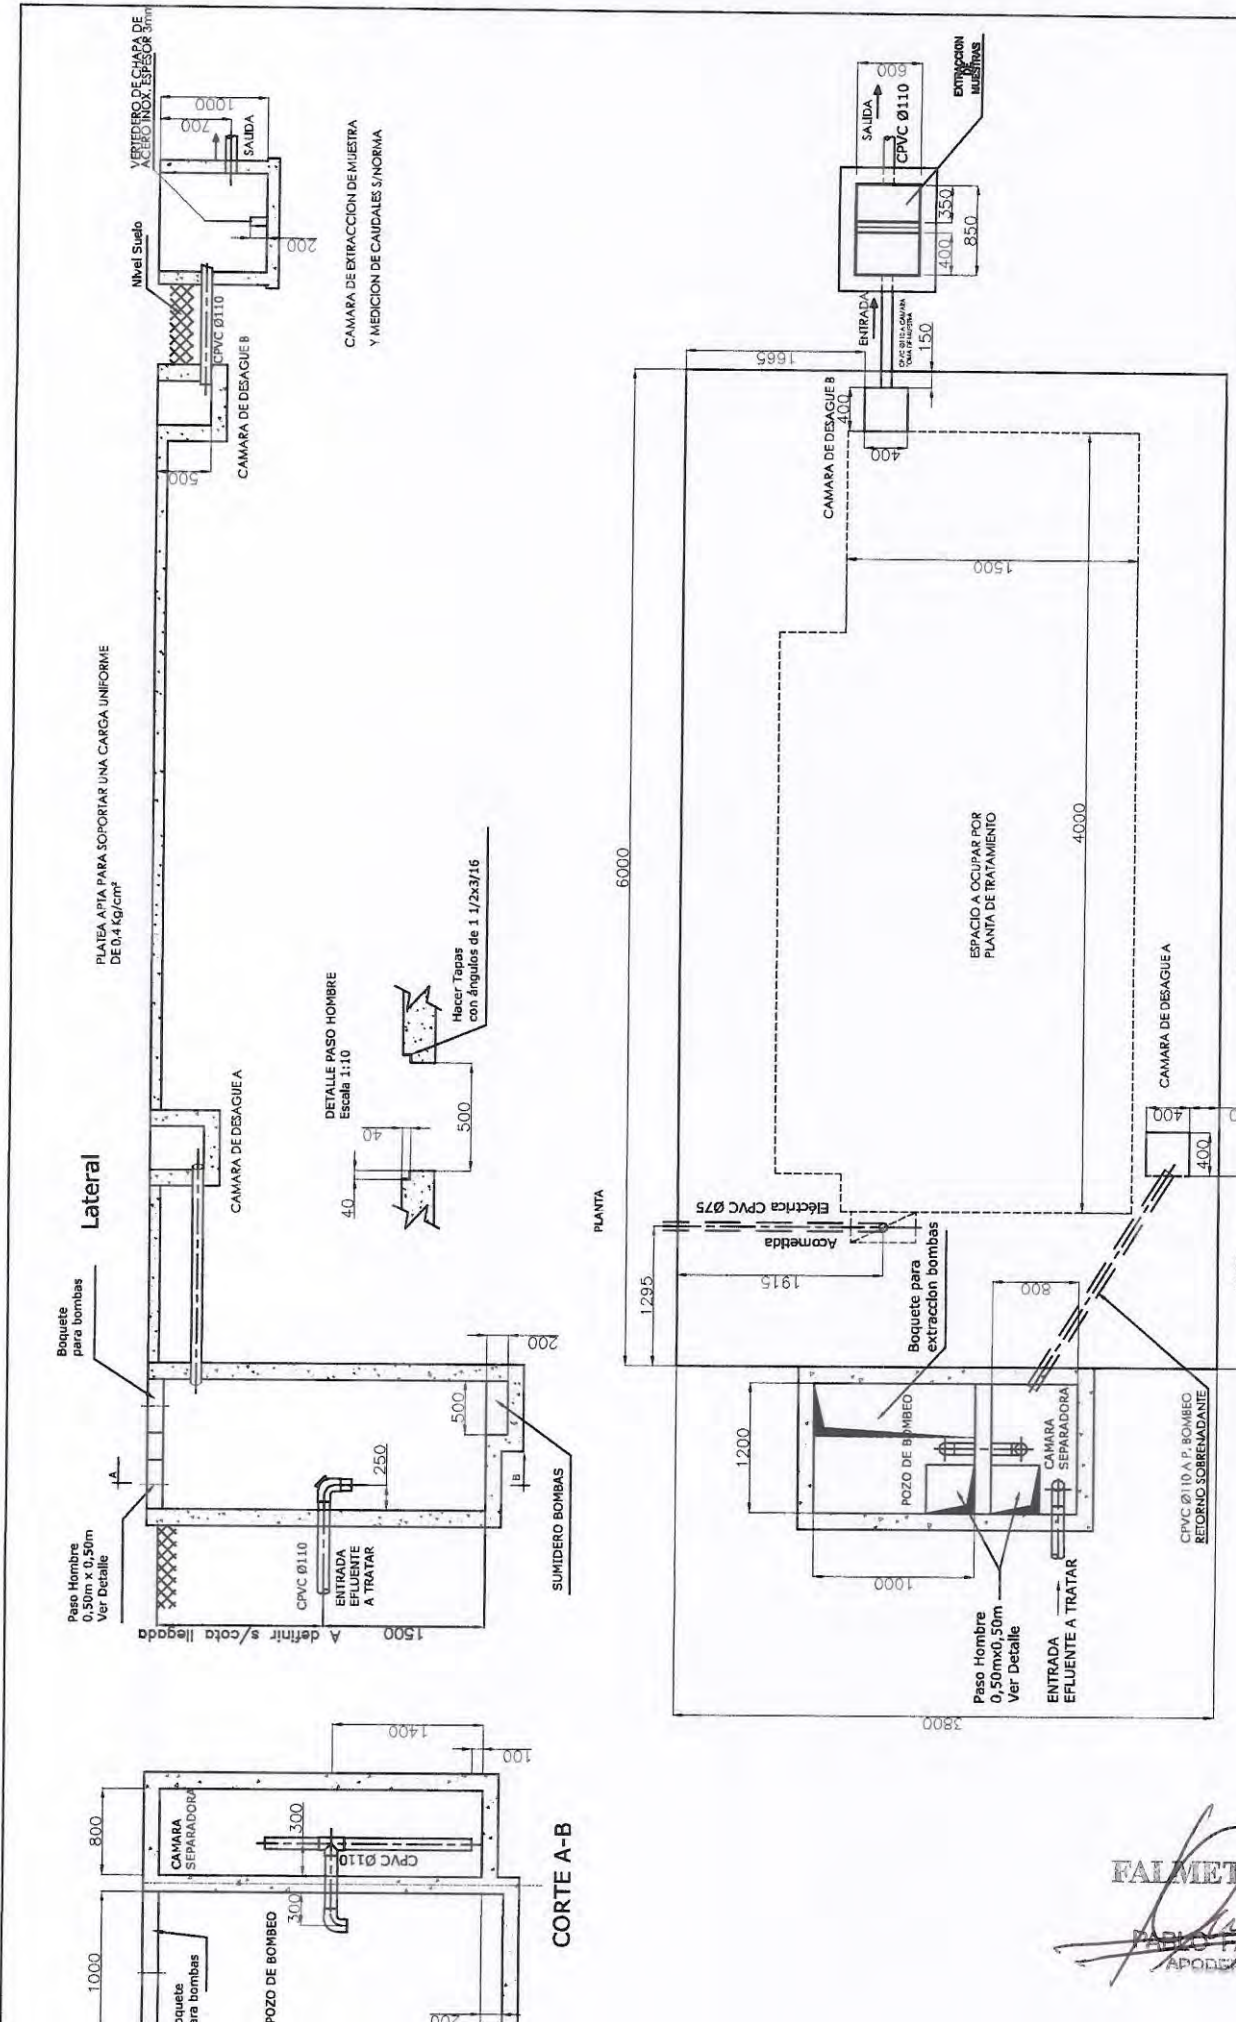 VERTEDERO DE CHAPA DE
ACERO INOX. ESPESOR 3mm
Nivel Suelo
1000
700
SALIDA
200
CPVC Ø110
CAMARA DE DESAGUE B
500
CAMARA DE EXTRACCION DE MUESTRA
Y MEDICION DE CAUDALES S/NORMA
PLATEA APTA PARA SOPORTAR UNA CARGA UNIFORME
DE 0,4 Kg/cm²
Lateral
CAMARA DE DESAGUE A
DETALLE PASO HOMBRE
Escala 1:10
40
40
500
Hacer Tapas
con ángulos de 1 1/2x3/16
Boquete
para bombas
A
Paso Hombre
0,50m x 0,50m
Ver Detalle
CPVC Ø110
ENTRADA
EFLUENTE
A TRATAR
250
500
200
B
SUMIDERO BOMBAS
A definir s/cota llegada
1500
800
CAMARA
SEPARADORA
300
CPVC Ø110
300
1400
100
1000
POZO DE BOMBEO
200
CORTE A-B
PLANTA
6000
1665
CAMARA DE DESAGUE B
400
400
150
ENTRADA
SALIDA
CPVC Ø110
600
EXTRACCION
DE
MUESTRAS
400
350
850
1500
4000
ESPACIO A OCUPAR POR
PLANTA DE TRATAMIENTO
CAMARA DE DESAGUE A
400
400
1295
1915
Acometida
Eléctrica CPVC Ø75
Boquete para
extraccion bombas
800
1200
POZO DE BOMBEO
CAMARA
SEPARADORA
1000
Paso Hombre
0,50mx0,50m
Ver Detalle
ENTRADA
EFLUENTE A TRATAR
CPVC Ø110 A P. BOMBEO
RETORNO SOBRENADANTE
3800
FALMET
PABLO